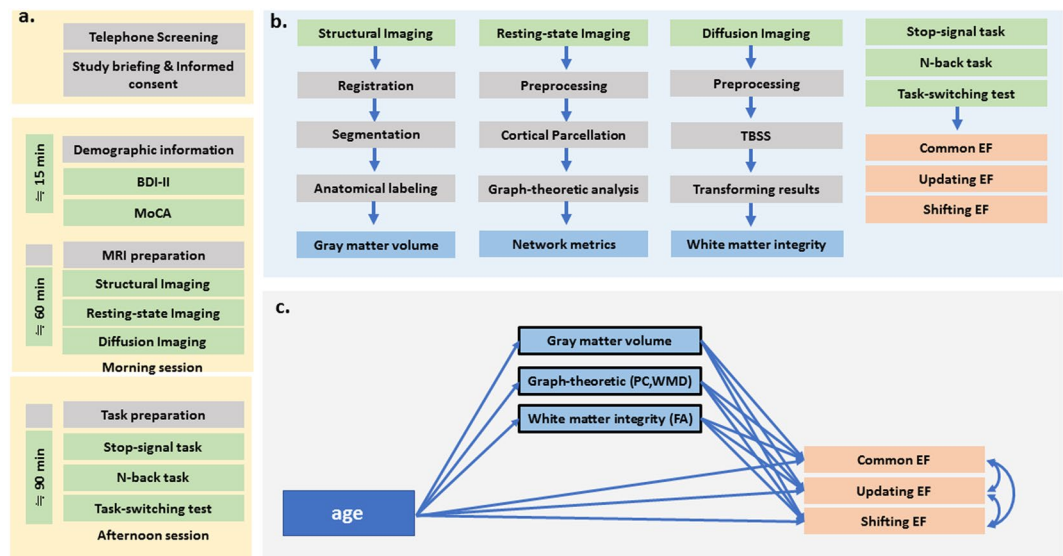 a.
Telephone Screening
Study briefing & Informed
consent
≒ 15 min
Demographic information
BDI-II
MoCA
≒ 60 min
MRI preparation
Structural Imaging
Resting-state Imaging
Diffusion Imaging
Morning session
≒ 90 min
Task preparation
Stop-signal task
N-back task
Task-switching test
Afternoon session
b.
Structural Imaging
Registration
Segmentation
Anatomical labeling
Gray matter volume
Resting-state Imaging
Preprocessing
Cortical Parcellation
Graph-theoretic analysis
Network metrics
Diffusion Imaging
Preprocessing
TBSS
Transforming results
White matter integrity
Stop-signal task
N-back task
Task-switching test
Common EF
Updating EF
Shifting EF
c.
Gray matter volume
Graph-theoretic (PC,WMD)
White matter integrity (FA)
age
Common EF
Updating EF
Shifting EF